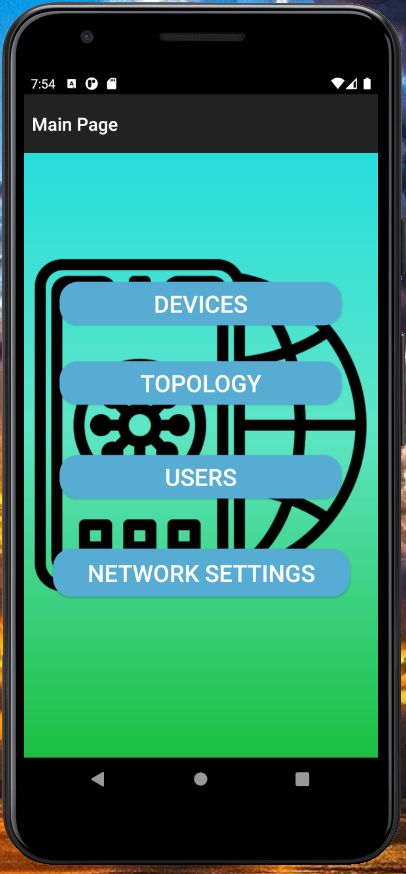 7:54
Main Page
DEVICES
TOPOLOGY
USERS
NETWORK SETTINGS